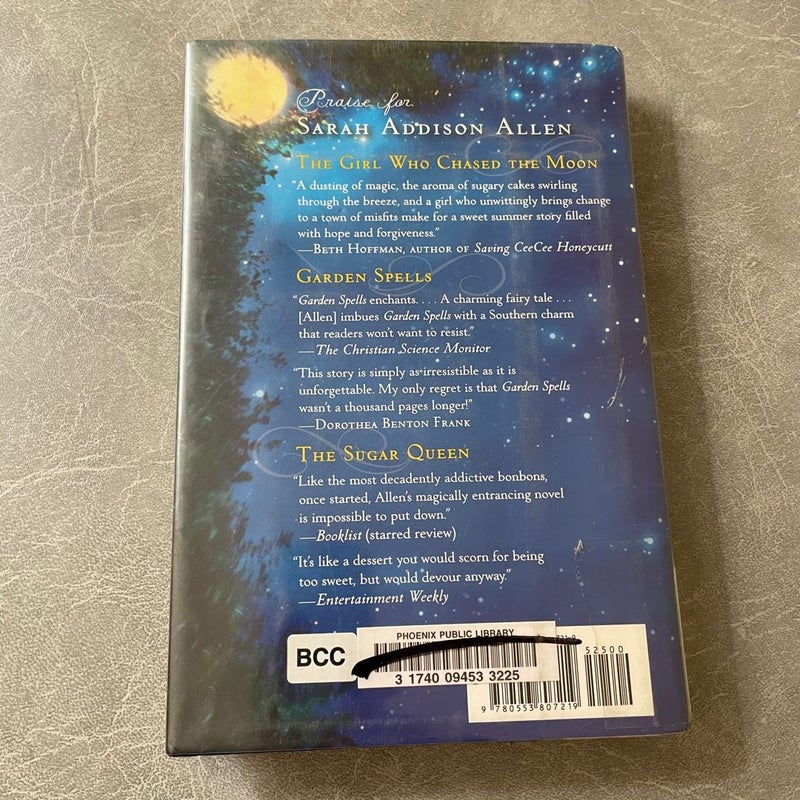 Praise for
SARAH ADDISON ALLEN
THE GIRL WHO CHASED THE MOON
“A dusting of magic, the aroma of sugary cakes swirling
through the breeze, and a girl who unwittingly brings change
to a town of misfits make for a sweet summer story filled
with hope and forgiveness.”
—BETH HOFFMAN, AUTHOR OF Saving CeeCee Honeycutt
GARDEN SPELLS
“Garden Spells enchants. . . . A charming fairy tale . . .
[Allen] imbues Garden Spells with a Southern charm
that readers won’t want to resist.”
—The Christian Science Monitor
“This story is simply as irresistible as it is
unforgettable. My only regret is that Garden Spells
wasn’t a thousand pages longer!”
—DOROTHEA BENTON FRANK
THE SUGAR QUEEN
“Like the most decadently addictive bonbons,
once started, Allen’s magically entrancing novel
is impossible to put down.”
—Booklist (starred review)
“It’s like a dessert you would scorn for being
too sweet, but would devour anyway.”
—Entertainment Weekly
BCC
PHOENIX PUBLIC LIBRARY
3 1740 09453 3225
52500
9 780553 807219